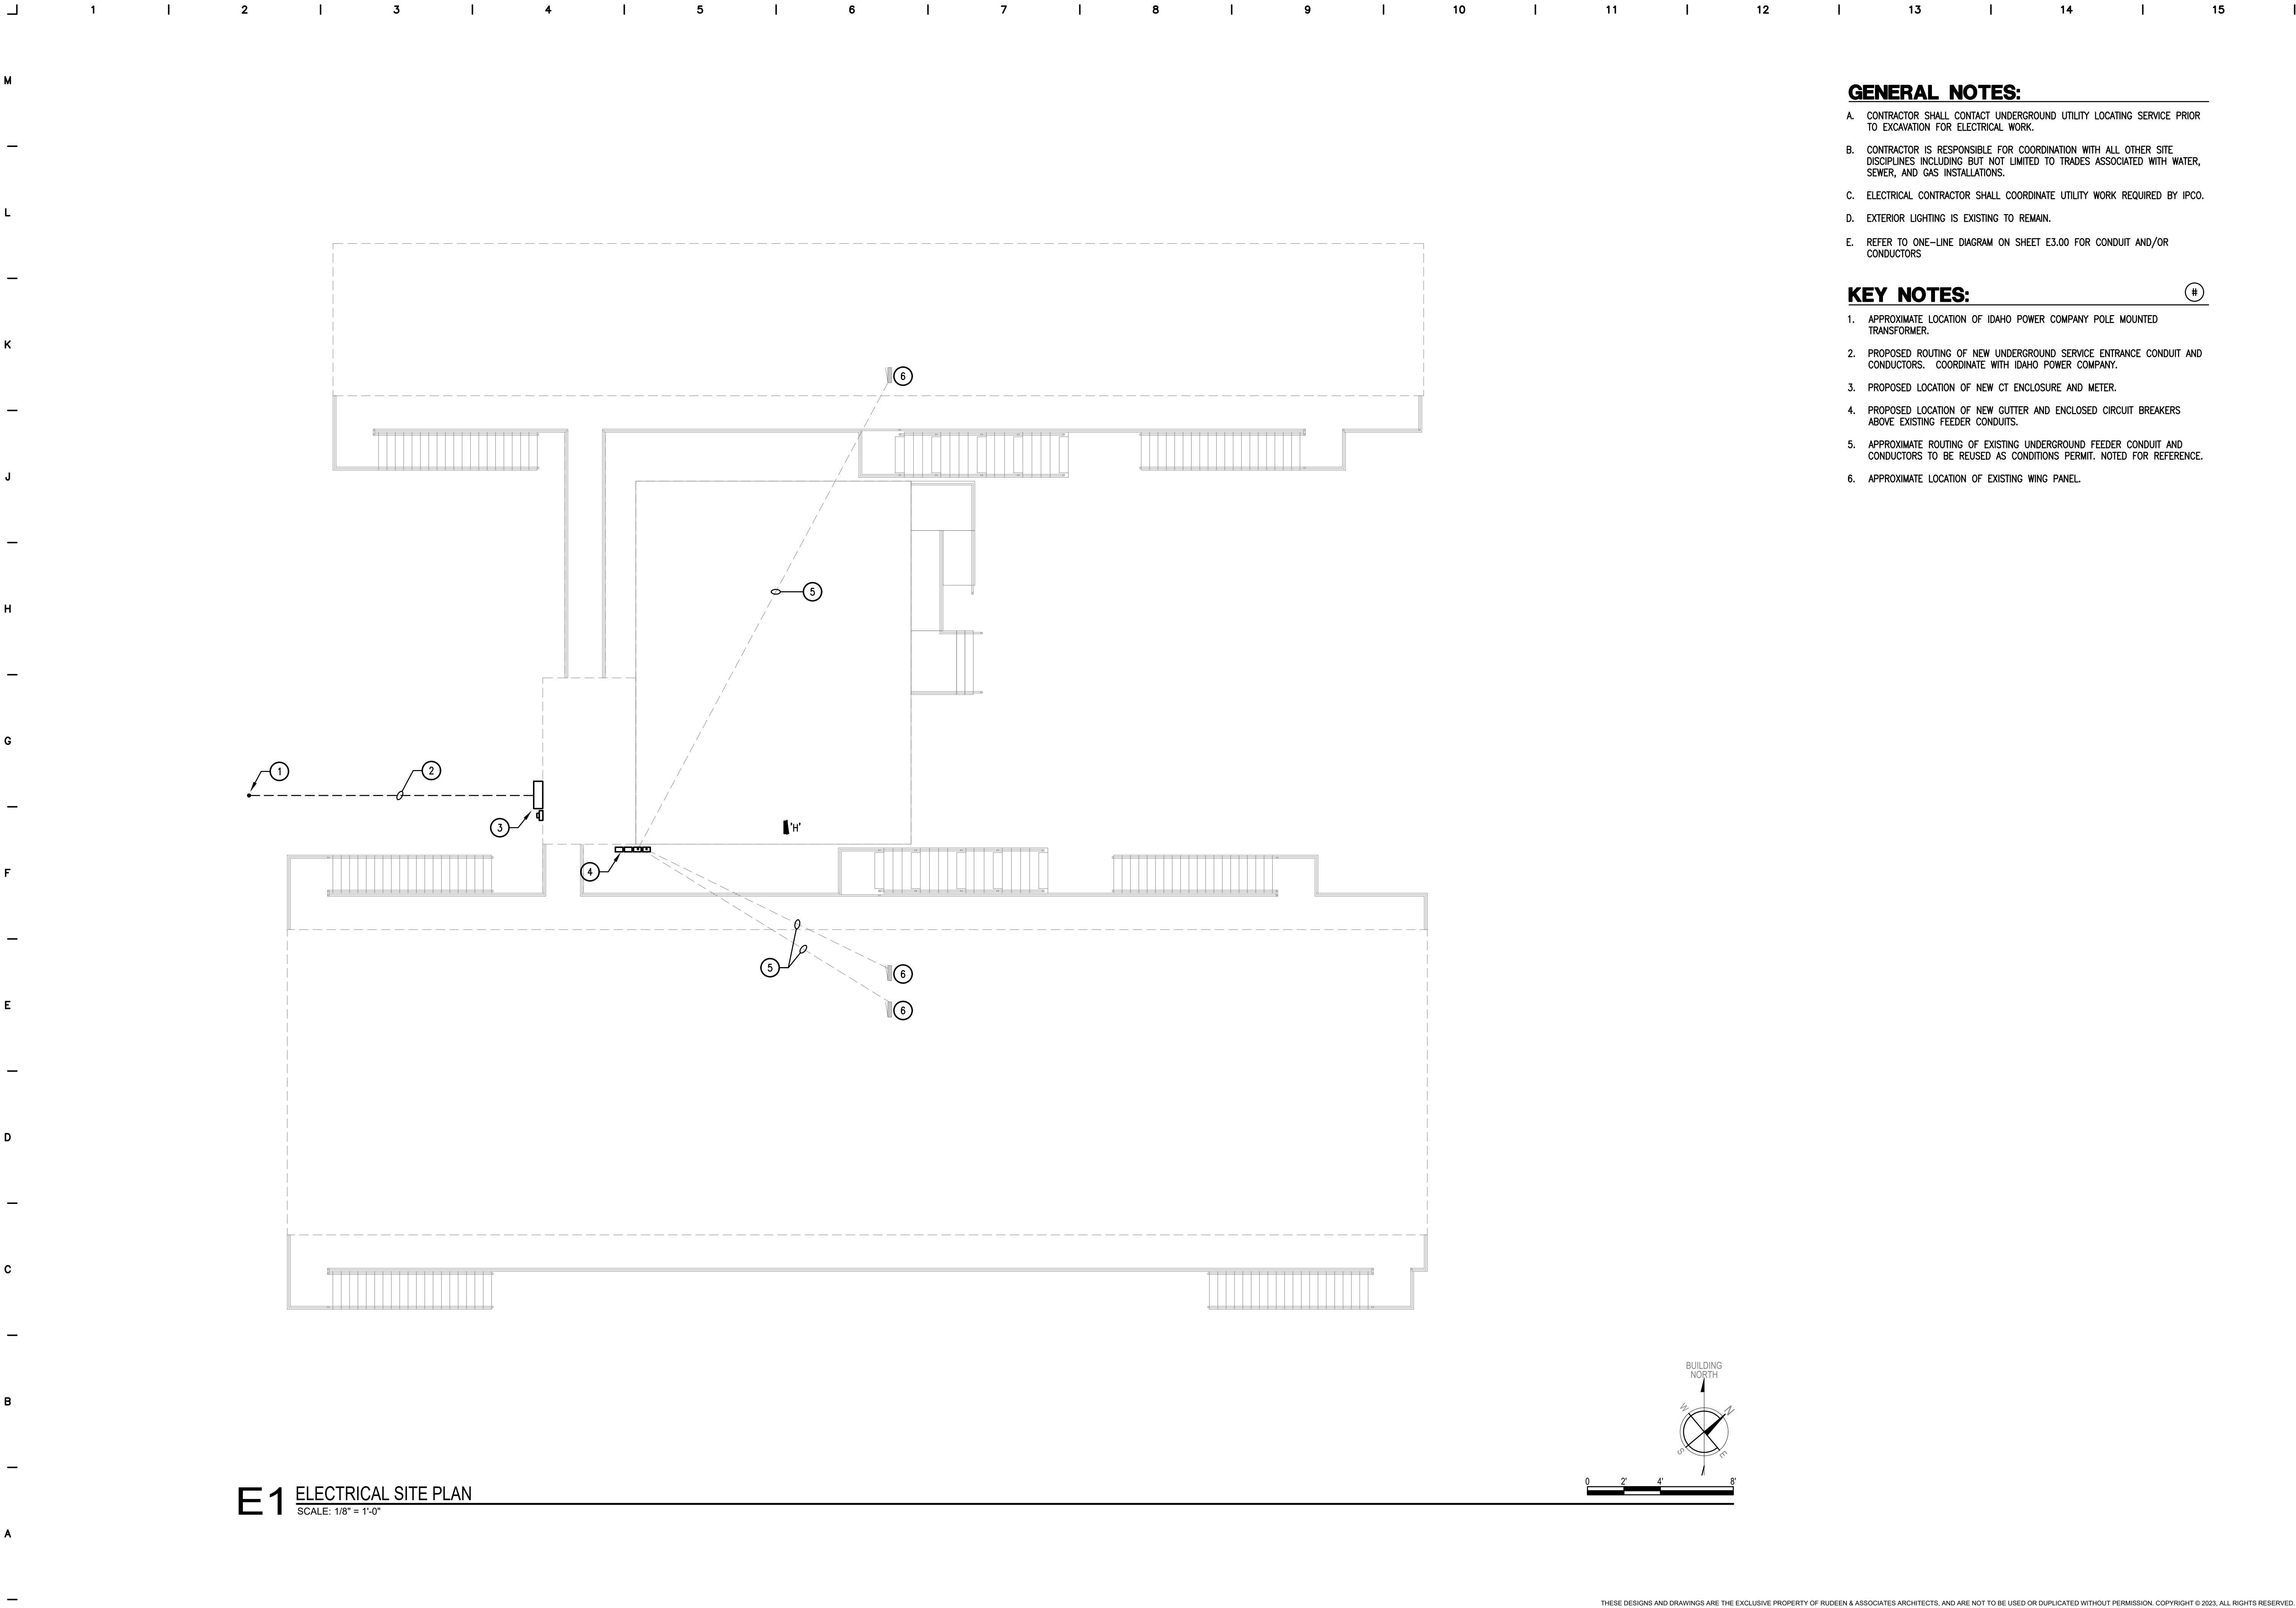 1 2 3 4 5 6 7 8 9 10 11 12 13 14 15
M
L
K
J
H
G
F
E
D
C
B
A
GENERAL NOTES:
A. CONTRACTOR SHALL CONTACT UNDERGROUND UTILITY LOCATING SERVICE PRIOR
TO EXCAVATION FOR ELECTRICAL WORK.
B. CONTRACTOR IS RESPONSIBLE FOR COORDINATION WITH ALL OTHER SITE
DISCIPLINES INCLUDING BUT NOT LIMITED TO TRADES ASSOCIATED WITH WATER,
SEWER, AND GAS INSTALLATIONS.
C. ELECTRICAL CONTRACTOR SHALL COORDINATE UTILITY WORK REQUIRED BY IPCO.
D. EXTERIOR LIGHTING IS EXISTING TO REMAIN.
E. REFER TO ONE-LINE DIAGRAM ON SHEET E3.00 FOR CONDUIT AND/OR
CONDUCTORS
KEY NOTES: #
1. APPROXIMATE LOCATION OF IDAHO POWER COMPANY POLE MOUNTED
TRANSFORMER.
2. PROPOSED ROUTING OF NEW UNDERGROUND SERVICE ENTRANCE CONDUIT AND
CONDUCTORS. COORDINATE WITH IDAHO POWER COMPANY.
3. PROPOSED LOCATION OF NEW CT ENCLOSURE AND METER.
4. PROPOSED LOCATION OF NEW GUTTER AND ENCLOSED CIRCUIT BREAKERS
ABOVE EXISTING FEEDER CONDUITS.
5. APPROXIMATE ROUTING OF EXISTING UNDERGROUND FEEDER CONDUIT AND
CONDUCTORS TO BE REUSED AS CONDITIONS PERMIT. NOTED FOR REFERENCE.
6. APPROXIMATE LOCATION OF EXISTING WING PANEL.
6
5
1
2
3
'H'
4
5
6
6
BUILDING
NORTH
W
N
S
E
0 2' 4' 8'
E1 ELECTRICAL SITE PLAN
SCALE: 1/8" = 1'-0"
THESE DESIGNS AND DRAWINGS ARE THE EXCLUSIVE PROPERTY OF RUDEEN & ASSOCIATES ARCHITECTS, AND ARE NOT TO BE USED OR DUPLICATED WITHOUT PERMISSION. COPYRIGHT © 2023, ALL RIGHTS RESERVED